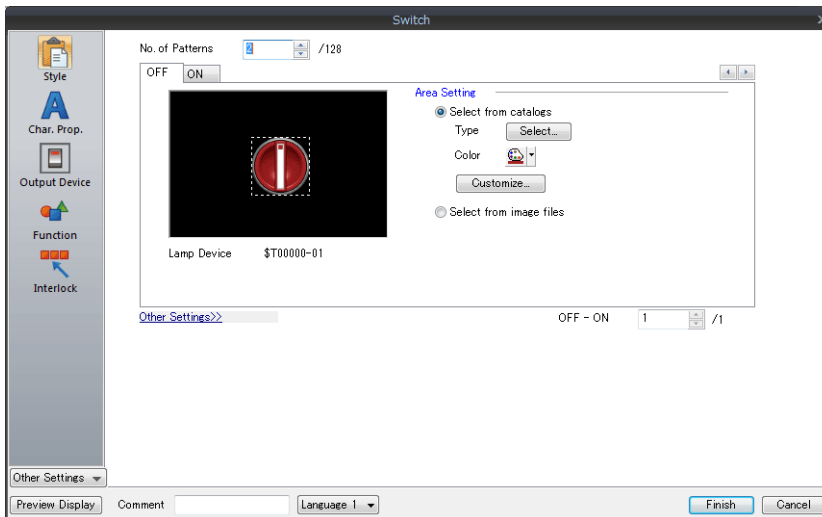 Switch
Style
Char. Prop.
Output Device
Function
Interlock
Other Settings
No. of Patterns 2 /128
OFF ON
Area Setting
Select from catalogs
Type Select...
Color
Customize...
Select from image files
Lamp Device $T00000-01
Other Settings>> OFF - ON 1 /1
Preview Display Comment Language 1 Finish Cancel